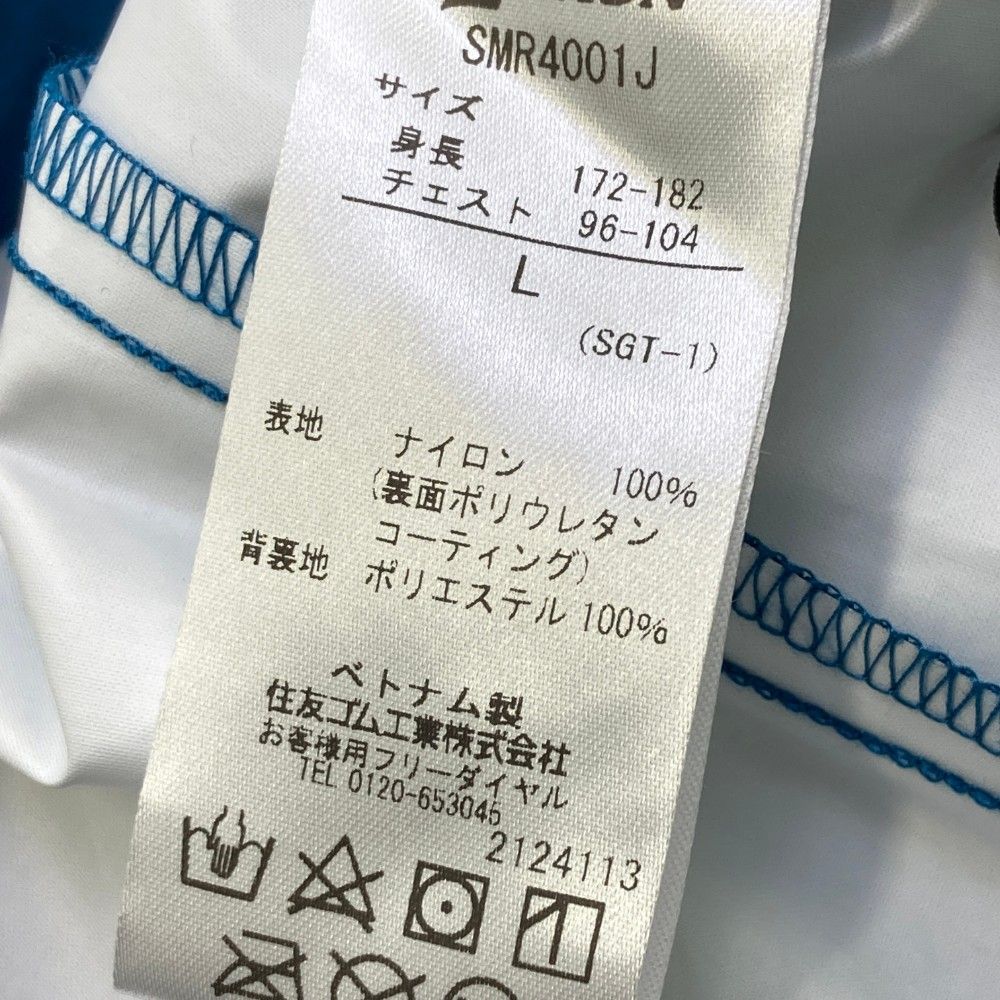 SMR4001J
サイズ
身長 172-182
チェスト 96-104
L
(SGT-1)
表地 ナイロン 100%
(裏面ポリウレタン
コーティング)
背裏地 ポリエステル 100%
ベトナム製
住友ゴム工業株式会社
お客様用フリーダイヤル
TEL 0120-653045
2124113